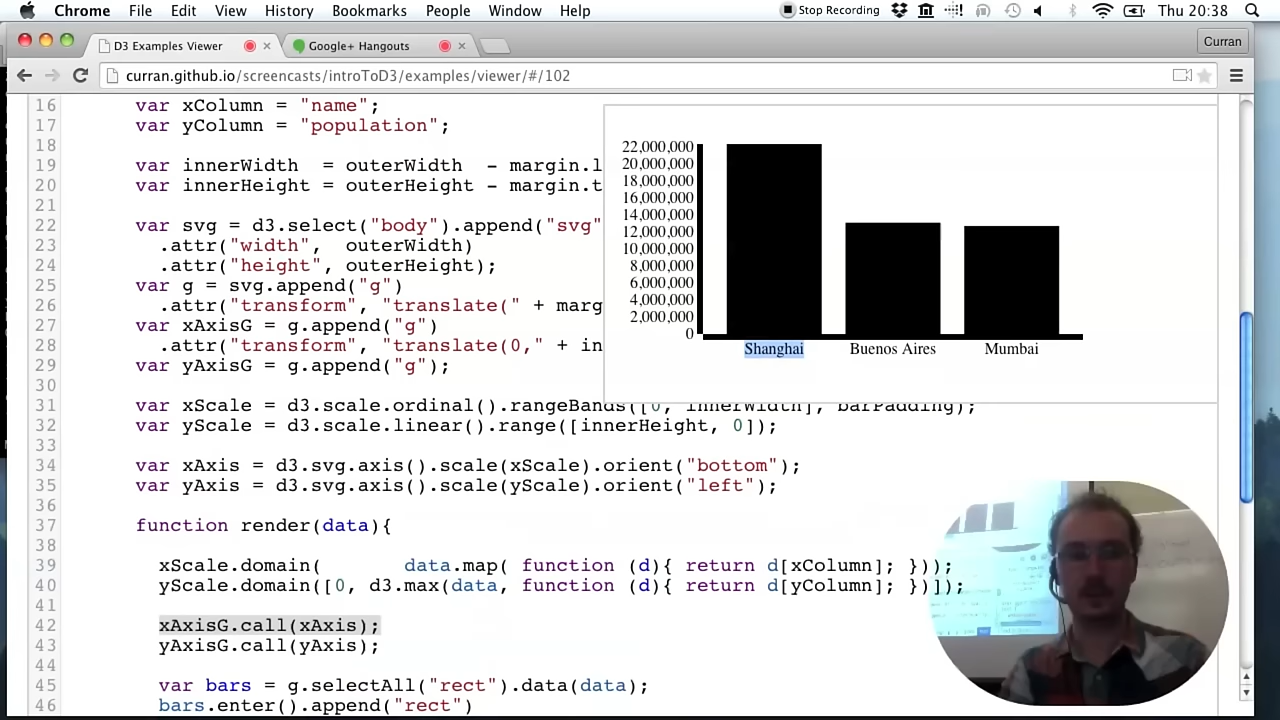 Chrome File Edit View History Bookmarks People Window Help Stop Recording Thu 20:38
D3 Examples Viewer × Google+ Hangouts × Curran
curran.github.io/screencasts/introToD3/examples/viewer/#/102
16 var xColumn = "name";
17 var yColumn = "population";
18
19 var innerWidth  = outerWidth  - margin.l
20 var innerHeight = outerHeight - margin.t
21
22 var svg = d3.select("body").append("svg"
23   .attr("width",  outerWidth)
24   .attr("height", outerHeight);
25 var g = svg.append("g")
26   .attr("transform", "translate(" + marg
27 var xAxisG = g.append("g")
28   .attr("transform", "translate(0," + in
29 var yAxisG = g.append("g");
30
31 var xScale = d3.scale.ordinal().rangeBands([0, innerWidth], barPadding);
32 var yScale = d3.scale.linear().range([innerHeight, 0]);
33
34 var xAxis = d3.svg.axis().scale(xScale).orient("bottom");
35 var yAxis = d3.svg.axis().scale(yScale).orient("left");
36
37 function render(data){
38
39   xScale.domain(       data.map( function (d){ return d[xColumn]; }));
40   yScale.domain([0, d3.max(data, function (d){ return d[yColumn]; })]);
41
42   xAxisG.call(xAxis);
43   yAxisG.call(yAxis);
44
45   var bars = g.selectAll("rect").data(data);
46   bars.enter().append("rect")
22,000,000
20,000,000
18,000,000
16,000,000
14,000,000
12,000,000
10,000,000
8,000,000
6,000,000
4,000,000
2,000,000
0
Shanghai Buenos Aires Mumbai